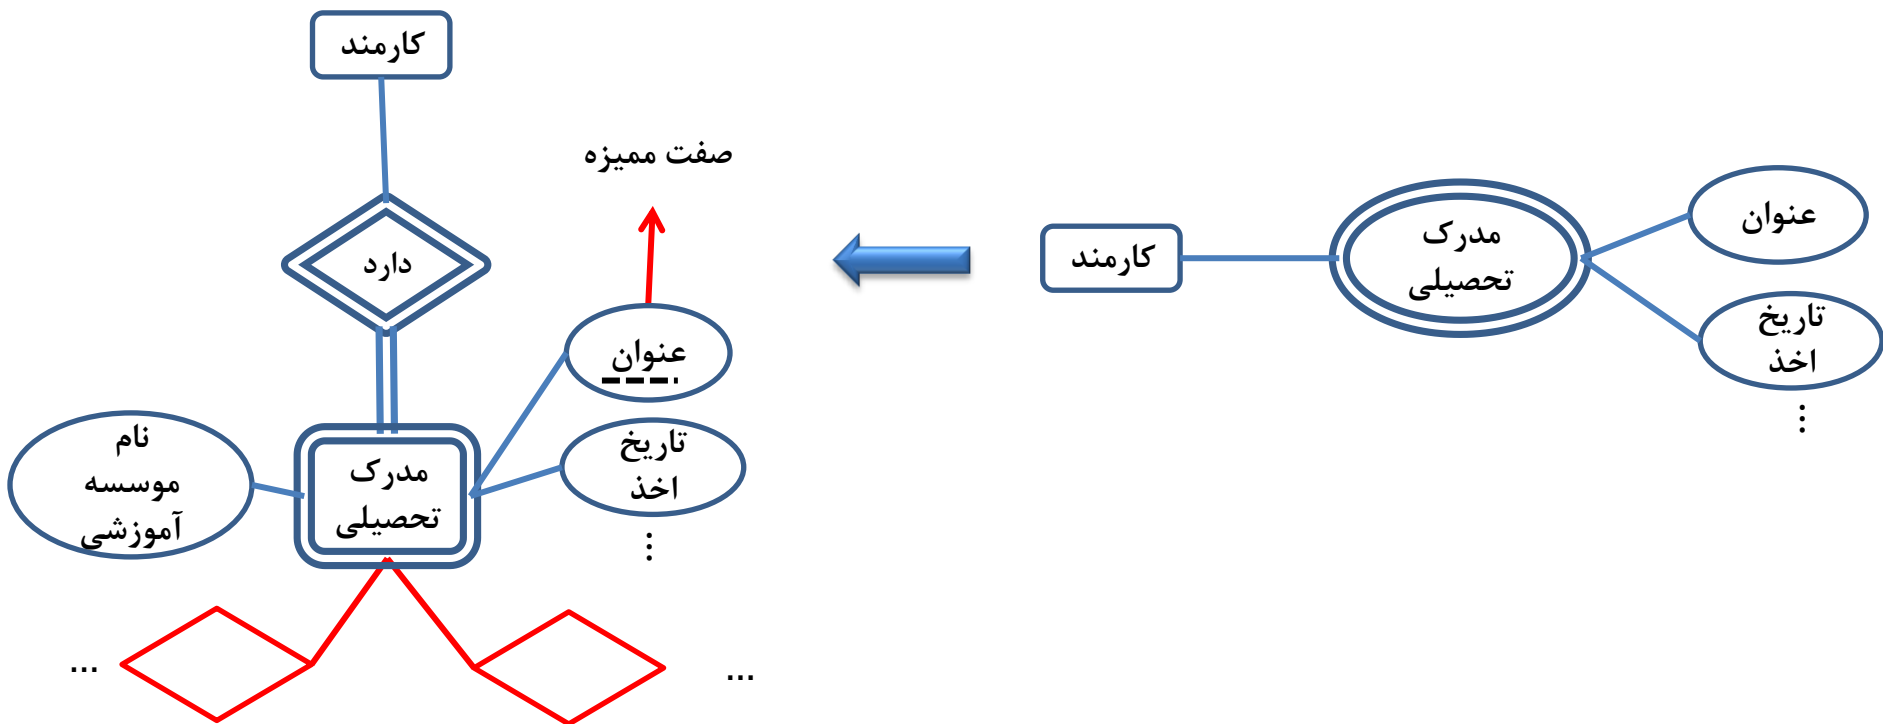 کارمند
صفت ممیزه
دارد
عنوان
تاریخ
اخذ
...
نام
موسسه
آموزشی
مدرک
تحصیلی
...
...
کارمند
مدرک
تحصیلی
عنوان
تاریخ
اخذ
...